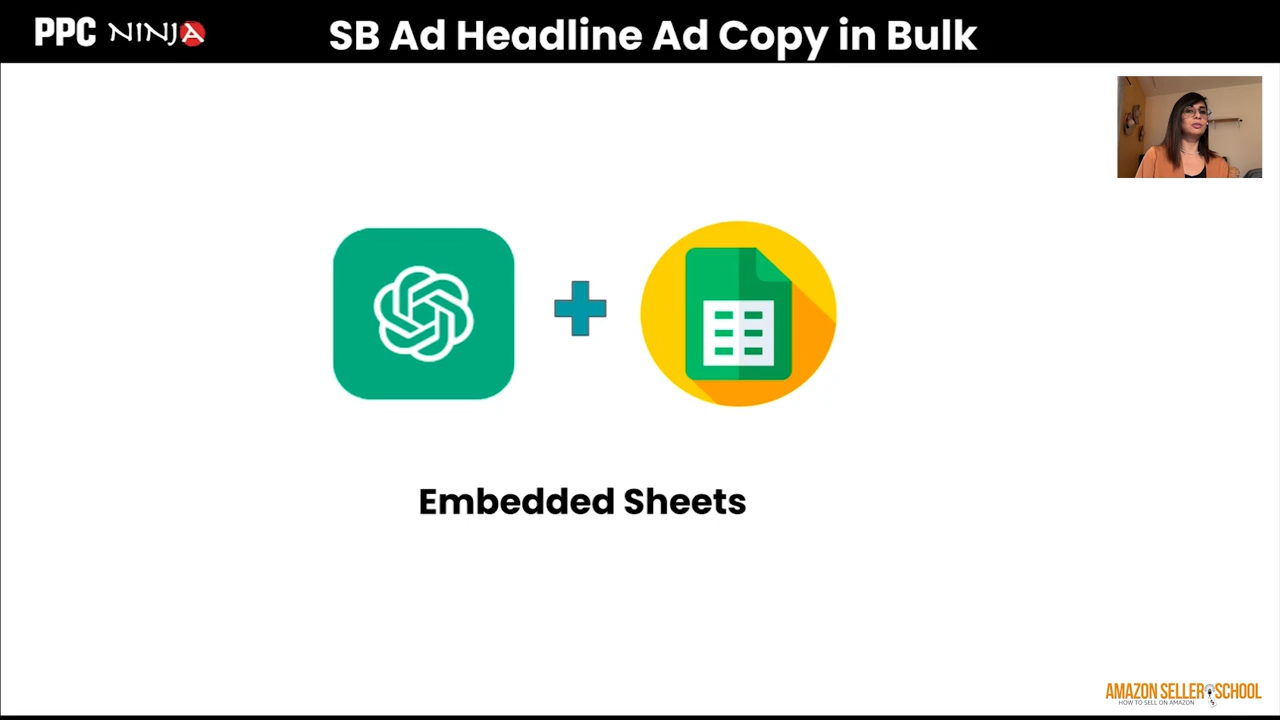 PPC NINJA
SB Ad Headline Ad Copy in Bulk
Embedded Sheets
AMAZON SELLER SCHOOL
HOW TO SELL ON AMAZON